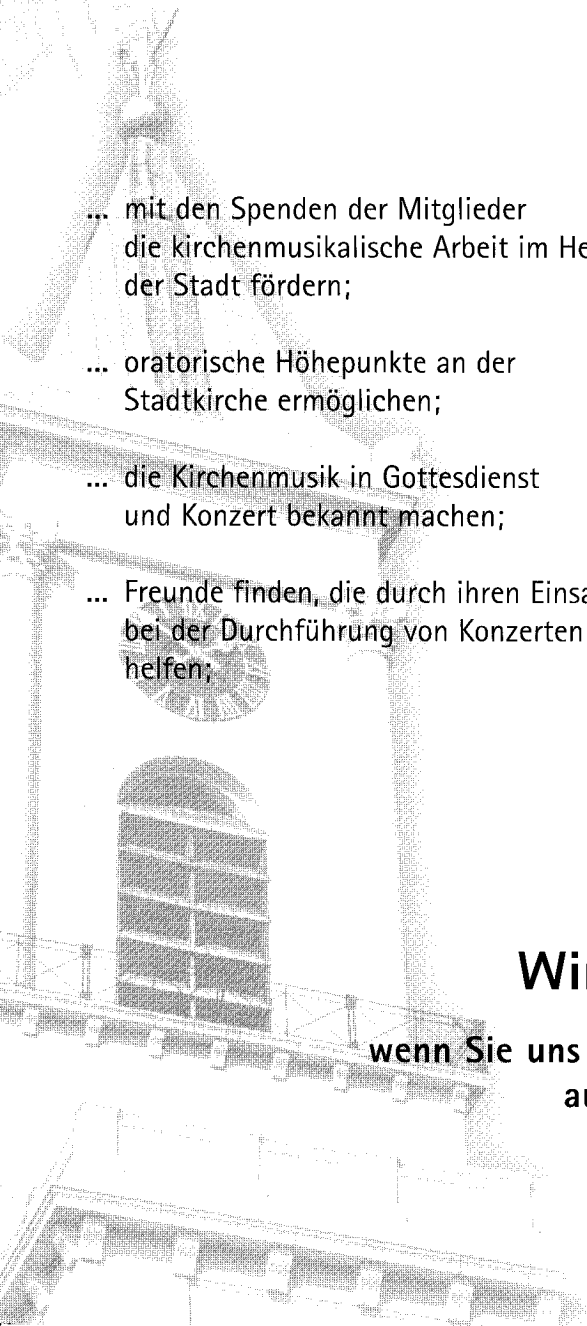 ... mit den Spenden der Mitglieder
die kirchenmusikalische Arbeit im He
der Stadt fördern;
... oratorische Höhepunkte an der
Stadtkirche ermöglichen;
... die Kirchenmusik in Gottesdienst
und Konzert bekannt machen;
... Freunde finden, die durch ihren Einsa
bei der Durchführung von Konzerten
helfen;
Wi
wenn Sie uns
au